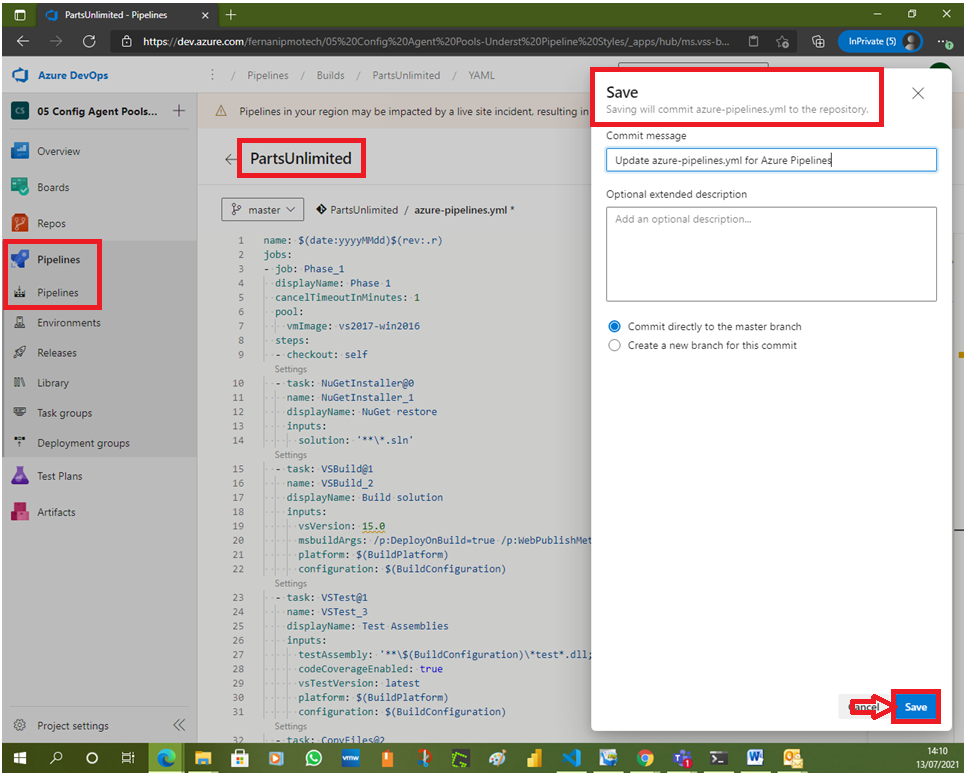 PartsUnlimited - Pipelines
https://dev.azure.com/fernanipmotech/05%20Config%20Agent%20Pools-Underst%20Pipeline%20Styles/_apps/hub/ms.vss-b...
InPrivate (5)
Azure DevOps
/ Pipelines / Builds / PartsUnlimited / YAML
CS 05 Config Agent Pools...
Overview
Boards
Repos
Pipelines
Pipelines
Environments
Releases
Library
Task groups
Deployment groups
Test Plans
Artifacts
Project settings
Pipelines in your region may be impacted by a live site incident, resulting in
PartsUnlimited
master
PartsUnlimited / azure-pipelines.yml *
1 name: $(date:yyyyMMdd)$(rev:.r)
2 jobs:
3 - job: Phase_1
4 displayName: Phase 1
5 cancelTimeoutInMinutes: 1
6 pool:
7 vmImage: vs2017-win2016
8 steps:
9 - checkout: self
Settings
10 - task: NuGetInstaller@0
11 name: NuGetInstaller_1
12 displayName: NuGet restore
13 inputs:
14 solution: '**\*.sln'
Settings
15 - task: VSBuild@1
16 name: VSBuild_2
17 displayName: Build solution
18 inputs:
19 vsVersion: 15.0
20 msbuildArgs: /p:DeployOnBuild=true /p:WebPublishMet
21 platform: $(BuildPlatform)
22 configuration: $(BuildConfiguration)
Settings
23 - task: VSTest@1
24 name: VSTest_3
25 displayName: Test Assemblies
26 inputs:
27 testAssembly: '**\$(BuildConfiguration)\*test*.dll;
28 codeCoverageEnabled: true
29 vsTestVersion: latest
30 platform: $(BuildPlatform)
31 configuration: $(BuildConfiguration)
Settings
32 - task: CopyFiles@2
Save
Saving will commit azure-pipelines.yml to the repository.
Commit message
Update azure-pipelines.yml for Azure Pipelines
Optional extended description
Add an optional description...
Commit directly to the master branch
Create a new branch for this commit
Cancel
Save
vmw
14:10
13/07/2021